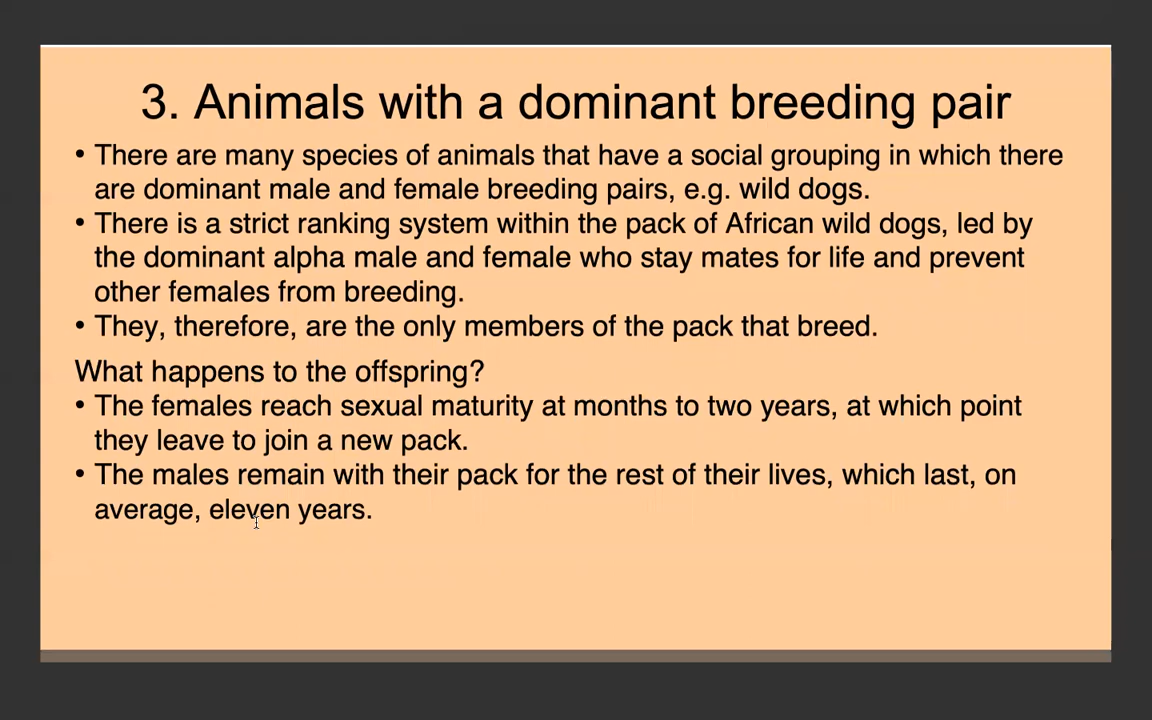 3. Animals with a dominant breeding pair
• There are many species of animals that have a social grouping in which there
are dominant male and female breeding pairs, e.g. wild dogs.
• There is a strict ranking system within the pack of African wild dogs, led by
the dominant alpha male and female who stay mates for life and prevent
other females from breeding.
• They, therefore, are the only members of the pack that breed.
What happens to the offspring?
• The females reach sexual maturity at months to two years, at which point
they leave to join a new pack.
• The males remain with their pack for the rest of their lives, which last, on
average, eleven years.